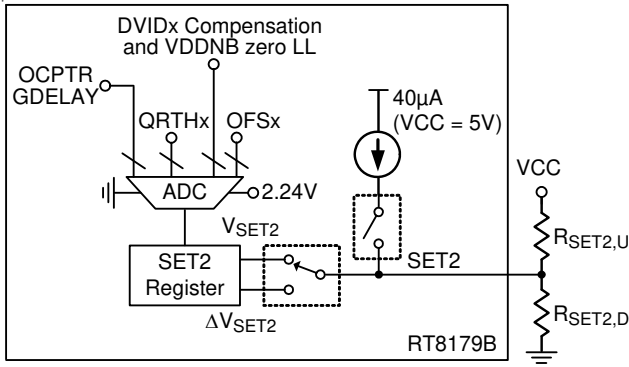 DVIDx Compensation
and VDDNB zero LL
OCPTR
GDELAY
QRTHx
OFSx
40µA
(VCC = 5V)
VCC
ADC
2.24V
VSET2
SET2
Register
SET2
RSET2,U
RSET2,D
ΔVSET2
RT8179B